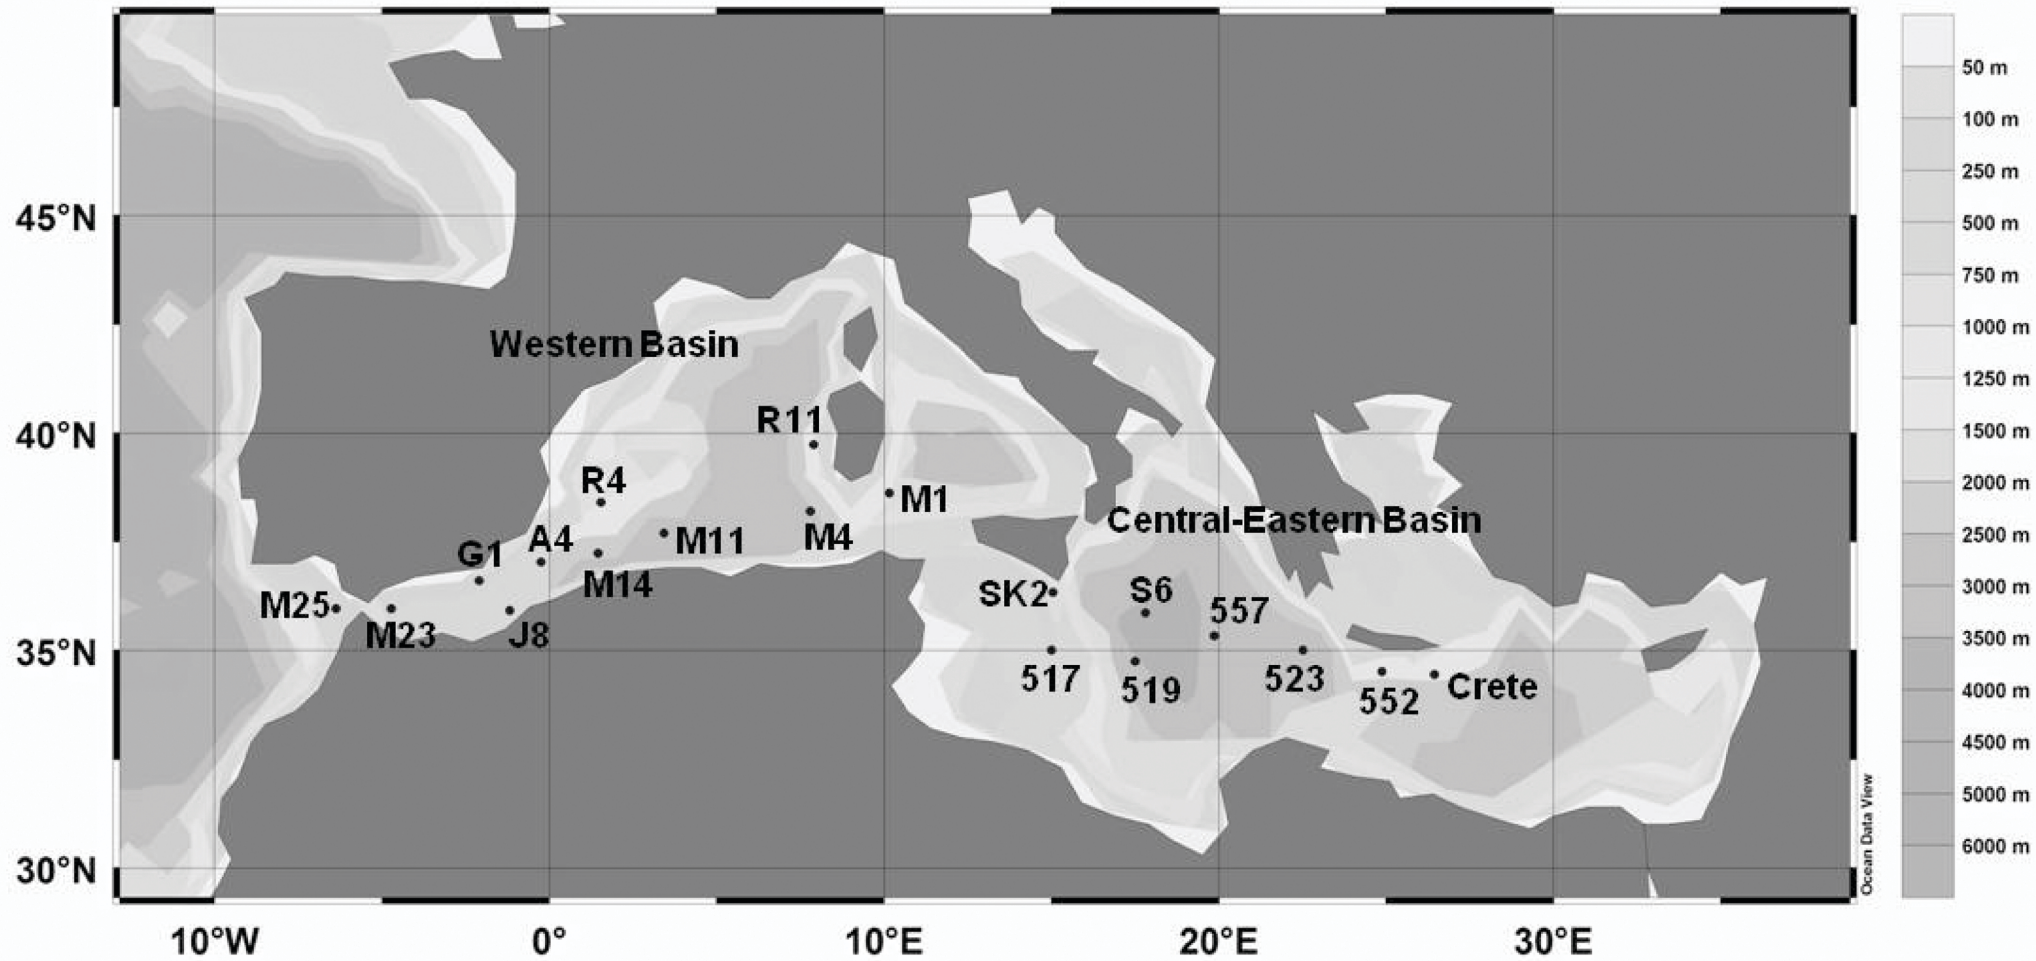 50 m
100 m
250 m
45°N
500 m
750 m
1000 m
Western Basin
1250 m
R11
40°N
1500 m
R4
2000 m
M1
Central-Eastern Basin
A4
M11
M4
2500 m
G1
M14
SK2
S6
3000 m
M25
557
M23
J8
3500 m
35°N
517
519
523
552
Crete
4000 m
4500 m
5000 m
Ocean Data View
6000 m
30°N
10°W
0°
10°E
20°E
30°E